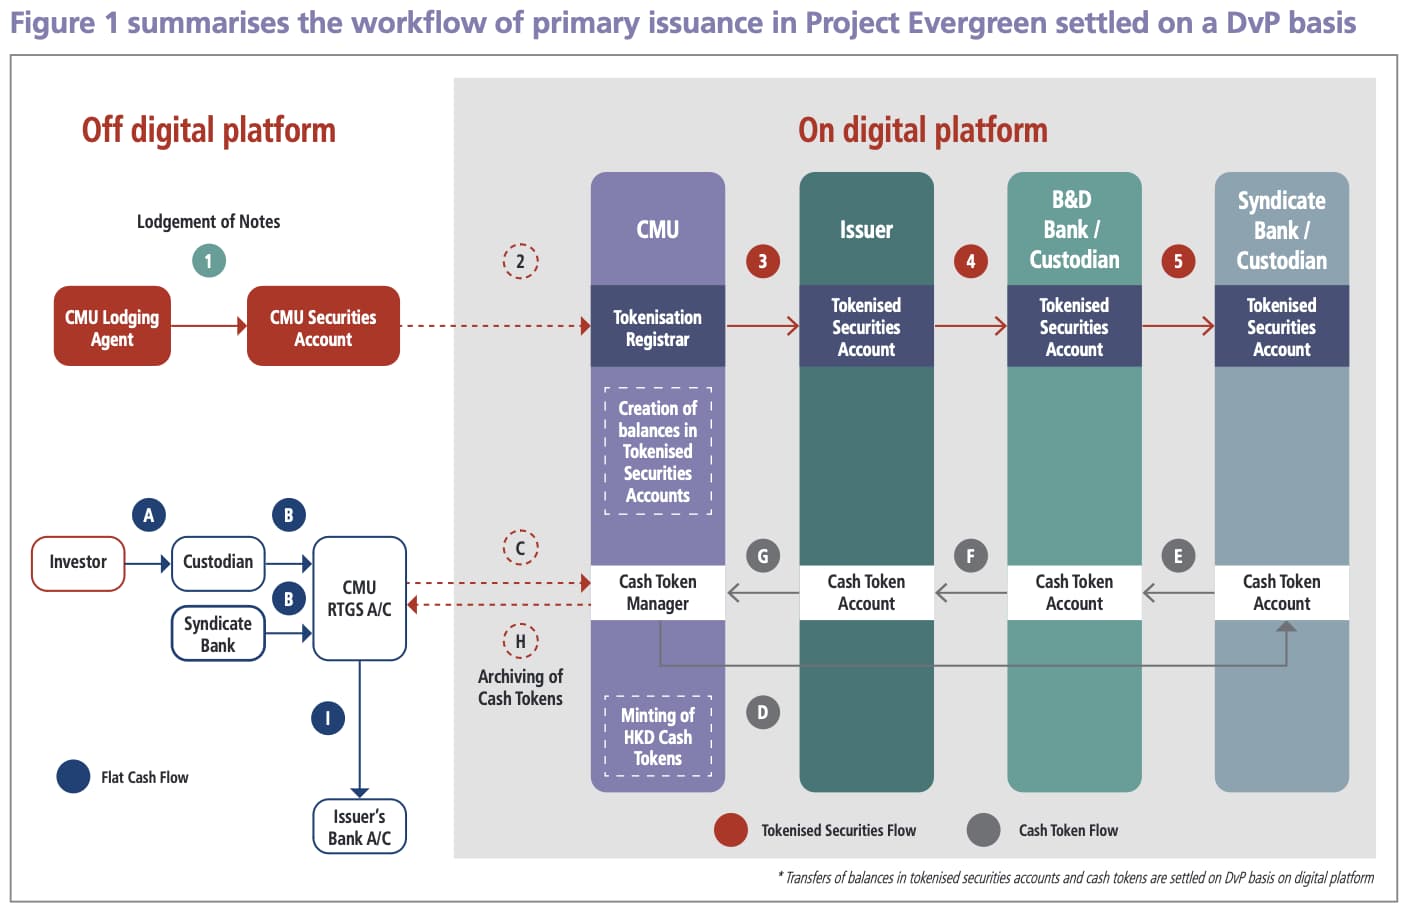 Figure 1 summarises the workflow of primary issuance in Project Evergreen settled on a DvP basis
Off digital platform
On digital platform
Lodgement of Notes
1
CMU Lodging
Agent
CMU Securities
Account
2
CMU
3
Issuer
4
B&D
Bank /
Custodian
5
Syndicate
Bank /
Custodian
Tokenisation
Registrar
Tokenised
Securities
Account
Tokenised
Securities
Account
Tokenised
Securities
Account
Creation of
balances in
Tokenised
Securities
Accounts
A
B
Investor
Custodian
B
Syndicate
Bank
CMU
RTGS A/C
C
G
F
E
Cash Token
Manager
Cash Token
Account
Cash Token
Account
Cash Token
Account
H
Archiving of
Cash Tokens
D
Minting of
HKD Cash
Tokens
I
Flat Cash Flow
Issuer's
Bank A/C
Tokenised Securities Flow
Cash Token Flow
* Transfers of balances in tokenised securities accounts and cash tokens are settled on DvP basis on digital platform